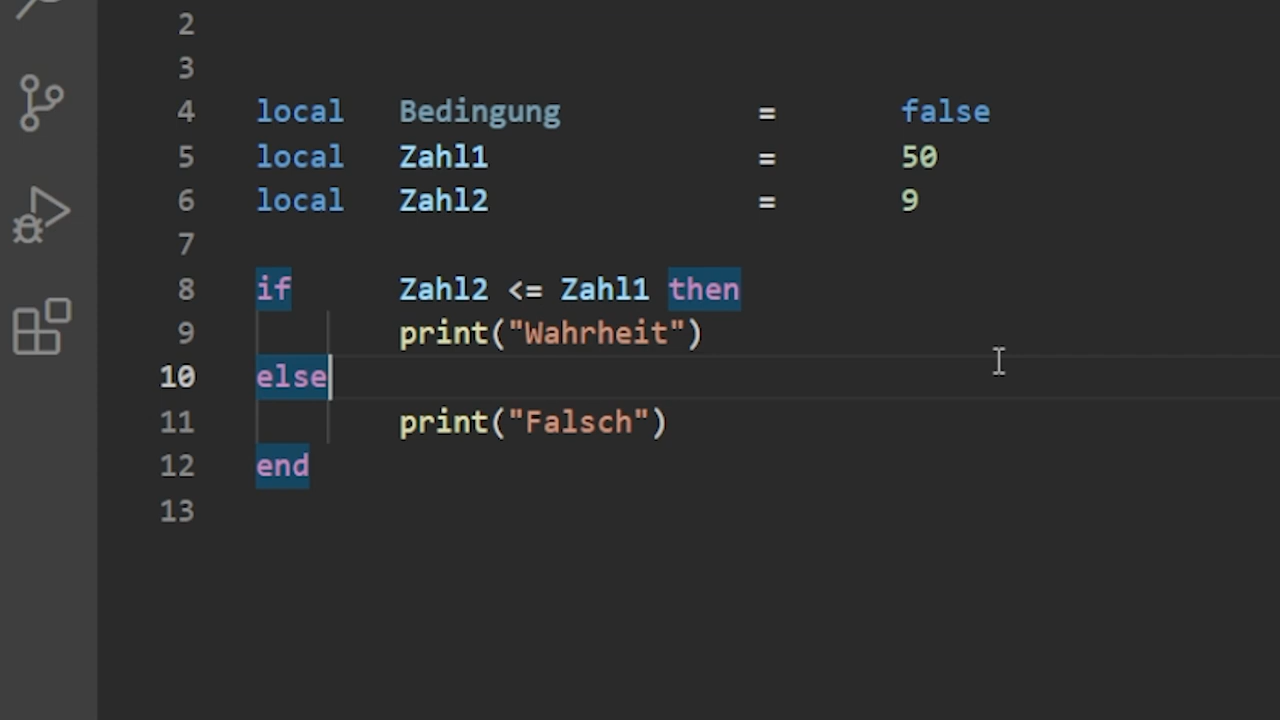 2
3
4 local Bedingung = false
5 local Zahl1 = 50
6 local Zahl2 = 9
7
8 if Zahl2 <= Zahl1 then
9 print("Wahrheit")
10 else
11 print("Falsch")
12 end
13